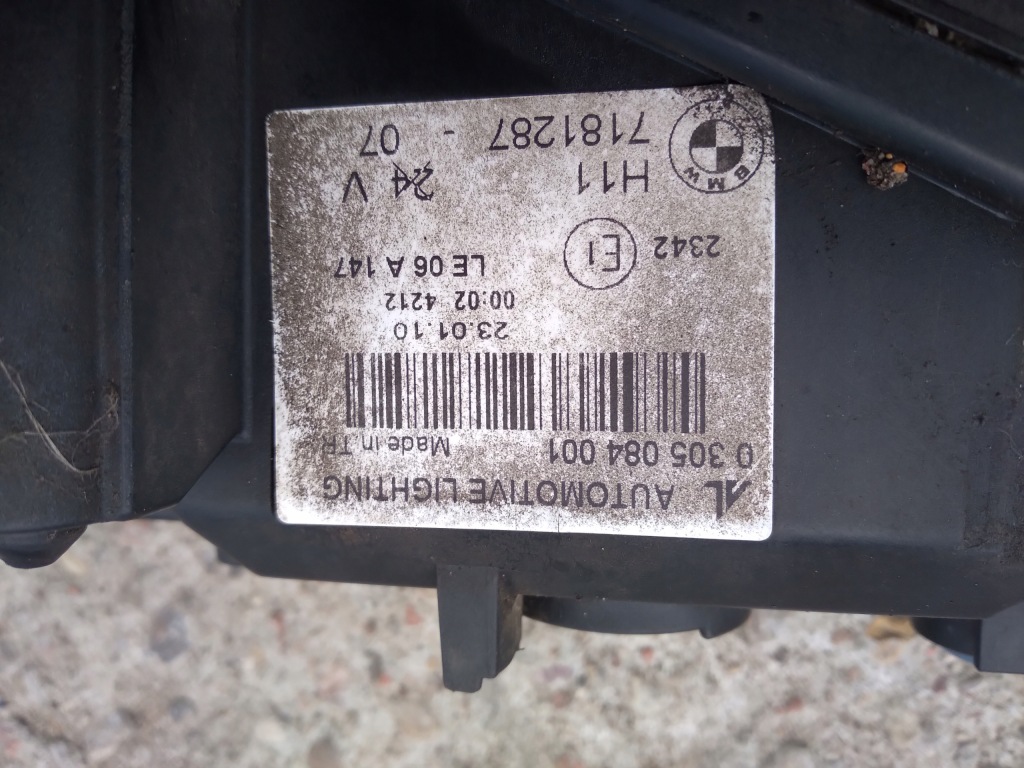 AL AUTOMOTIVE LIGHTING
0 305 084 001 Made in TR
23.01.10
00:02 4212
LE 06 A 147
2342 E1
H11 24 V
BMW 7181287 - 07